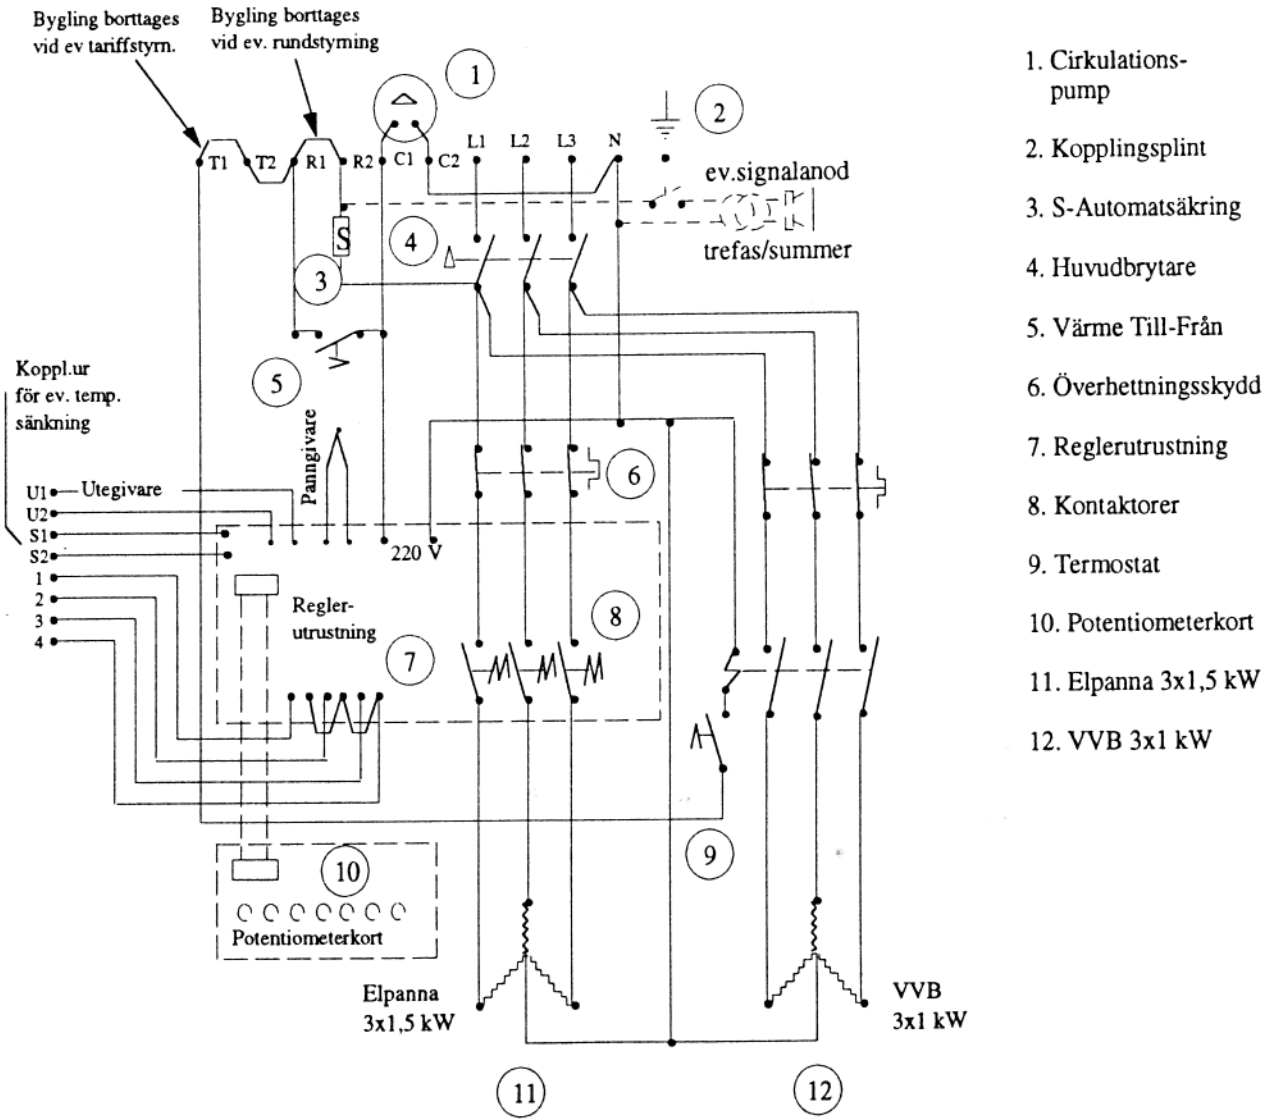 Bygling borttages
vid ev tariffstyrn.
Bygling borttages
vid ev. rundstyrning
1
2
T1
T2
R1
R2
C1
C2
L1
L2
L3
N
ev.signalanod
trefas/summer
S
3
4
5
Koppl.ur
för ev. temp.
sänkning
Panngivare
6
U1
Utegivare
U2
S1
S2
1
2
3
4
220 V
Regler-
utrustning
7
8
9
10
Potentiometerkort
Elpanna
3x1,5 kW
VVB
3x1 kW
11
12
1. Cirkulations-
pump
2. Kopplingsplint
3. S-Automatsäkring
4. Huvudbrytare
5. Värme Till-Från
6. Överhettningsskydd
7. Reglerutrustning
8. Kontaktorer
9. Termostat
10. Potentiometerkort
11. Elpanna 3x1,5 kW
12. VVB 3x1 kW